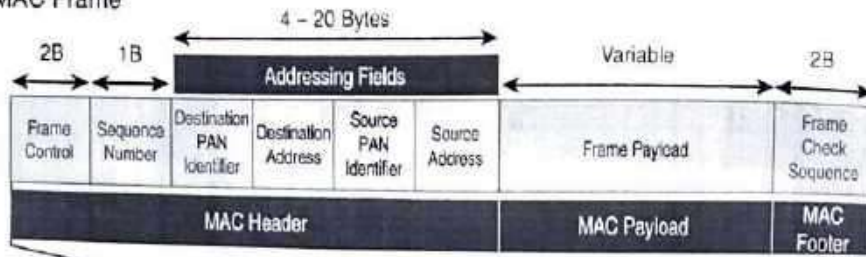 MAC Frame
4 – 20 Bytes
2B
1B
Addressing Fields
Variable
2B
Frame
Control
Sequence
Number
Destination
PAN
Identifier
Destination
Address
Source
PAN
Identifier
Source
Address
Frame Payload
Frame
Check
Sequence
MAC Header
MAC Payload
MAC
Footer